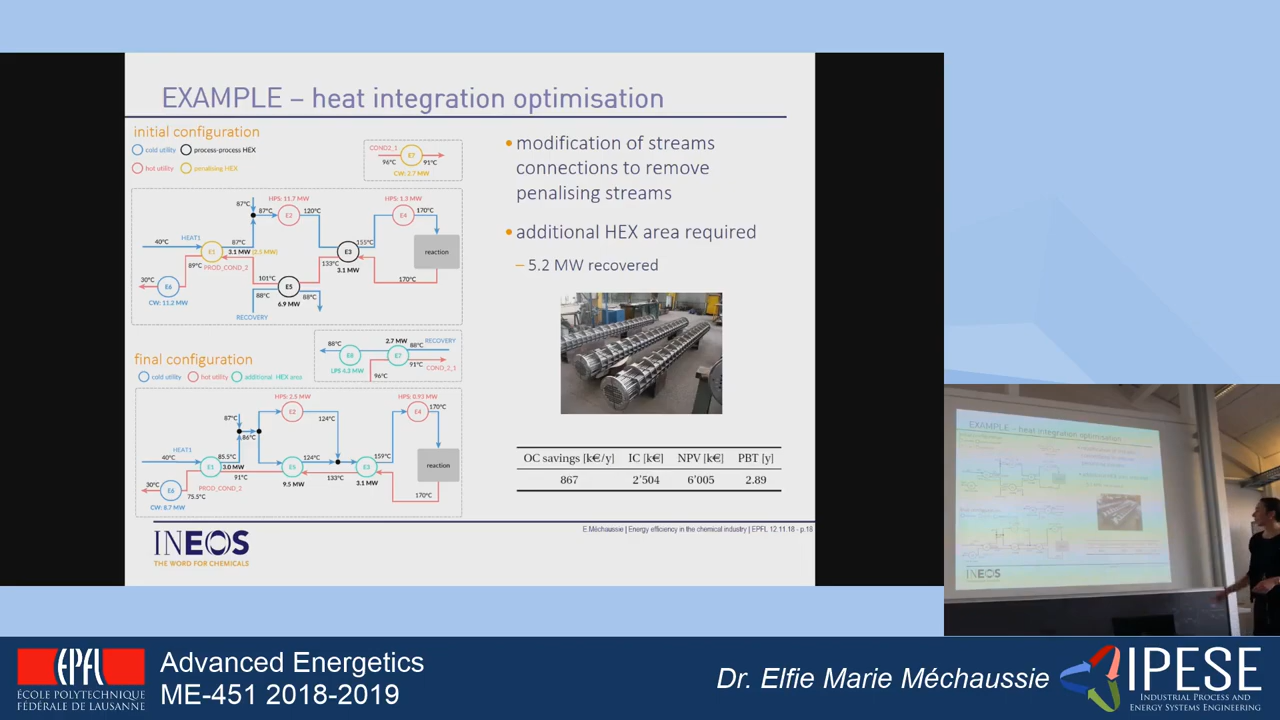 EXAMPLE – heat integration optimisation
initial configuration
cold utility
process-process HEX
hot utility
penalising HEX
COND2_1
E7
96°C
91°C
CW: 2.7 MW
87°C
HPS: 11.7 MW
HPS: 1.3 MW
87°C
E2
120°C
E4
170°C
40°C
HEAT1
87°C
155°C
E1
3.1 MW (2.5 MW)
E3
reaction
89°C
PROD_COND_2
133°C
3.1 MW
30°C
101°C
170°C
E6
E5
88°C
88°C
CW: 11.2 MW
6.9 MW
RECOVERY
final configuration
cold utility
hot utility
additional HEX area
88°C
2.7 MW
88°C
RECOVERY
E8
E7
91°C
LPS 4.3 MW
COND_2_1
96°C
HPS: 2.5 MW
HPS: 0.93 MW
87°C
E2
124°C
E4
170°C
86°C
HEAT1
40°C
85.5°C
124°C
159°C
E1
3.0 MW
E5
E3
reaction
91°C
133°C
30°C
PROD_COND_2
9.5 MW
3.1 MW
E6
75.5°C
170°C
CW: 8.7 MW
• modification of streams
connections to remove
penalising streams
• additional HEX area required
– 5.2 MW recovered
OC savings [k€/y] IC [k€] NPV [k€] PBT [y]
867 2’504 6’005 2.89
E.Méchaussie | Energy efficiency in the chemical industry | EPFL 12.11.18 - p.18
INEOS
THE WORD FOR CHEMICALS
EXAMPLE – heat integration optimisation
INEOS
EPFL
ÉCOLE POLYTECHNIQUE
FÉDÉRALE DE LAUSANNE
Advanced Energetics
ME-451 2018-2019
Dr. Elfie Marie Méchaussie
IPESE
INDUSTRIAL PROCESS AND
ENERGY SYSTEMS ENGINEERING